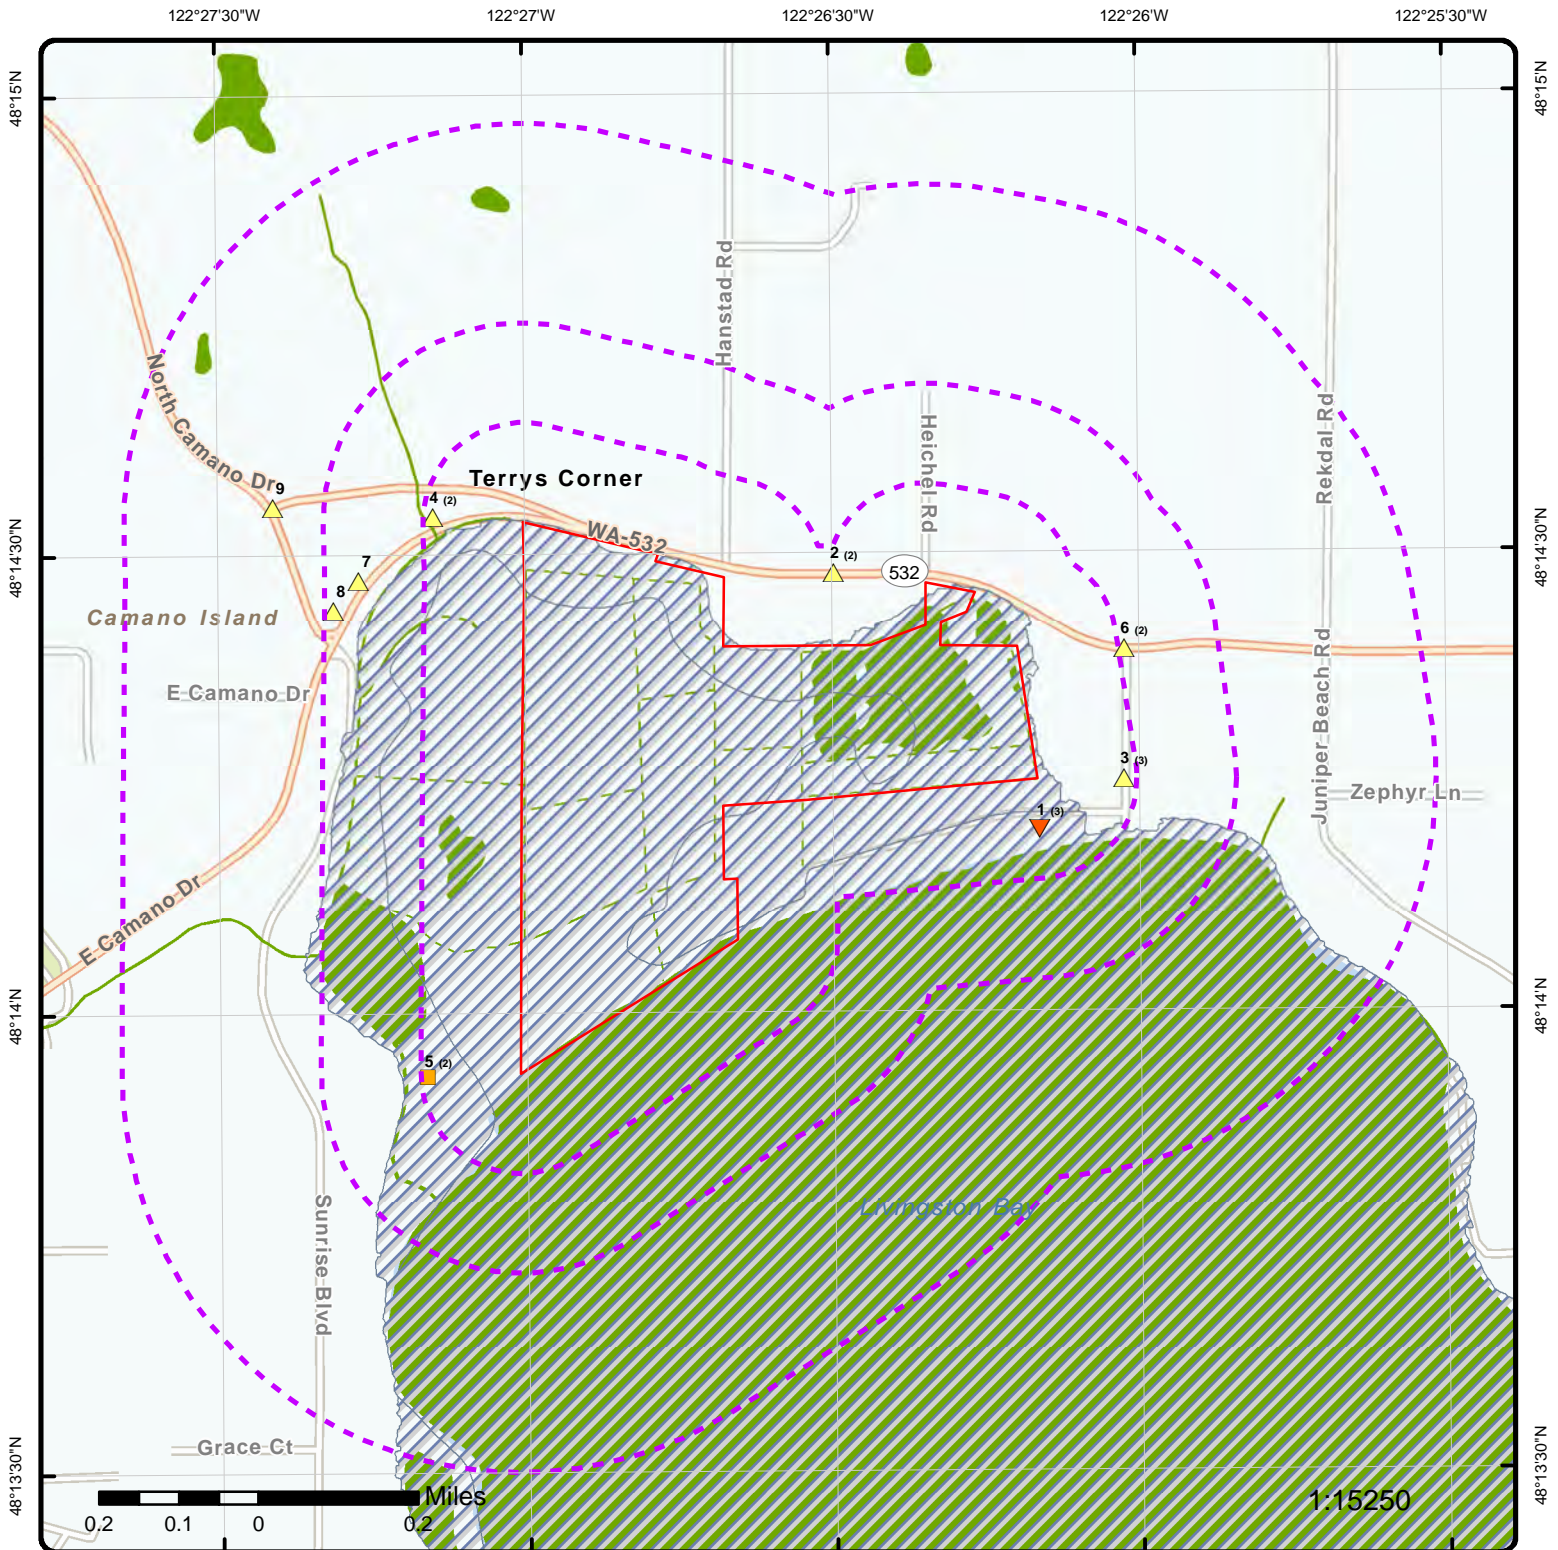 122°27'30"W 122°27'W 122°26'30"W 122°26'W 122°25'30"W
48°15'N 48°15'N
Hanstad Rd
North Camano Dr
Heichel Rd
Rekdal Rd
Terrys Corner
9
4 (2)
WA-532
48°14'30"N 48°14'30"N
2 (2)
532
7
8
Camano Island
6 (2)
E Camano Dr
Juniper Beach Rd
3 (3)
Zephyr Ln
1 (3)
E Camano Dr
48°14'N 48°14'N
5 (2)
Sunrise Blvd
Livingston Bay
Grace Ct
48°13'30"N 48°13'30"N
Miles
0.2 0.1 0 0.2
1:15250